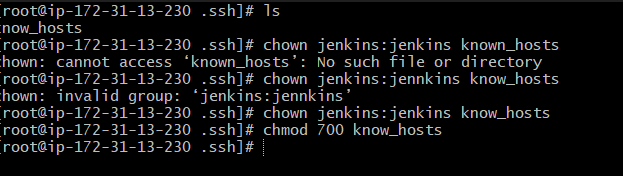 [root@ip-172-31-13-230 .ssh]# ls
know_hosts
[root@ip-172-31-13-230 .ssh]# chown jenkins:jenkins known_hosts
chown: cannot access ‘known_hosts’: No such file or directory
[root@ip-172-31-13-230 .ssh]# chown jenkins:jennkins know_hosts
chown: invalid group: ‘jenkins:jennkins’
[root@ip-172-31-13-230 .ssh]# chown jenkins:jenkins know_hosts
[root@ip-172-31-13-230 .ssh]# chmod 700 know_hosts
[root@ip-172-31-13-230 .ssh]#